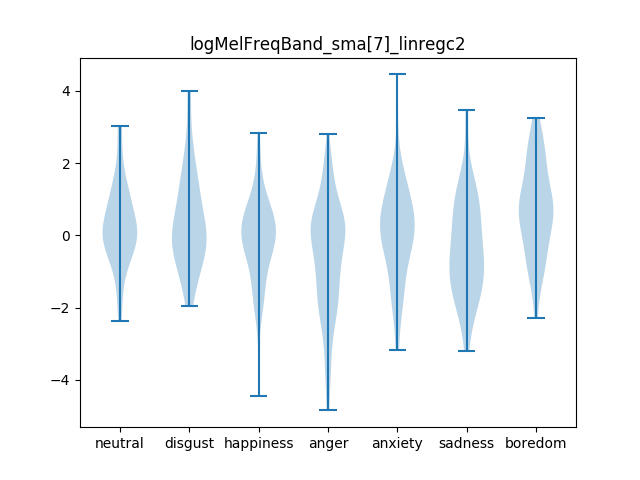 logMelFreqBand_sma[7]_linregc2
4
2
0
−2
−4
neutral disgust happiness anger anxiety sadness boredom